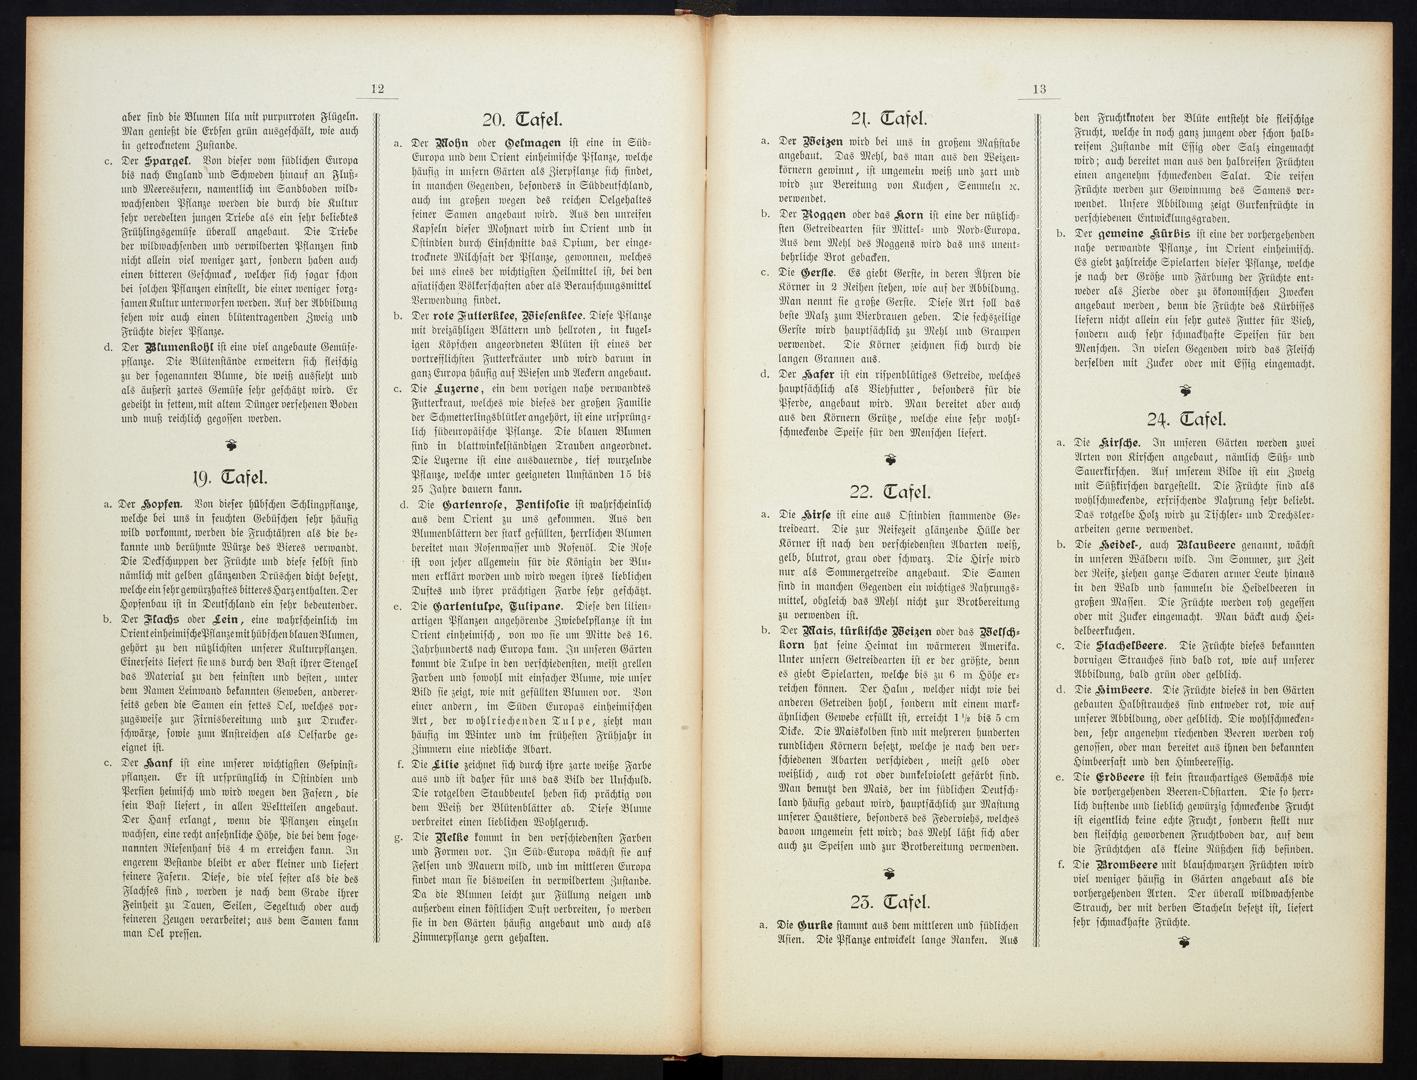 12
aber sind die Blumen lila mit purpurroten Flügeln.
Man genießt die Erbsen grün ausgeschält, wie auch
in getrocknetem Zustande.
c. Der Spargel. Von dieser vom südlichen Europa
bis nach England und Schweden hinauf an Fluß-
und Meeresufern, namentlich im Sandboden wild-
wachsenden Pflanze werden die durch die Kultur
sehr veredelten jungen Triebe als ein sehr beliebtes
Frühlingsgemüse überall angebaut. Die Triebe
der wildwachsenden und verwilderten Pflanzen sind
nicht allein viel weniger zart, sondern haben auch
einen bitteren Geschmack, welcher sich sogar schon
bei solchen Pflanzen einstellt, die einer weniger sorg-
samen Kultur unterworfen werden. Auf der Abbildung
sehen wir auch einen blütentragenden Zweig und
Früchte dieser Pflanze.
d. Der Blumenkohl ist eine viel angebaute Gemüse-
pflanze. Die Blütenstände erweitern sich fleischig
zu der sogenannten Blume, die weiß aussieht und
als äußerst zartes Gemüse sehr geschätzt wird. Er
gedeiht in fettem, mit altem Dünger versehenen Boden
und muß reichlich gegossen werden.
19. Tafel.
a. Der Hopfen. Von dieser hübschen Schlingpflanze,
welche bei uns in feuchten Gebüschen sehr häufig
wild vorkommt, werden die Fruchtähren als die be-
kannte und berühmte Würze des Bieres verwandt.
Die Deckschuppen der Früchte und diese selbst sind
nämlich mit gelben glänzenden Drüschen dicht besetzt,
welche ein sehr gewürzhaftes bitteres Harz enthalten. Der
Hopfenbau ist in Deutschland ein sehr bedeutender.
b. Der Flachs oder Lein, eine wahrscheinlich im
Orient einheimische Pflanze mit hübschen blauen Blumen,
gehört zu den nützlichsten unserer Kulturpflanzen.
Einerseits liefert sie uns durch den Bast ihrer Stengel
das Material zu den feinsten und besten, unter
dem Namen Leinwand bekannten Geweben, anderer-
seits geben die Samen ein fettes Oel, welches vor-
zugsweise zur Firnisbereitung und zur Drucker-
schwärze, sowie zum Anstreichen als Oelfarbe ge-
eignet ist.
c. Der Hanf ist eine unserer wichtigsten Gespinst-
pflanzen. Er ist ursprünglich in Ostindien und
Persien heimisch und wird wegen den Fasern, die
sein Bast liefert, in allen Weltteilen angebaut.
Der Hanf erlangt, wenn die Pflanzen einzeln
wachsen, eine recht ansehnliche Höhe, die bei dem soge-
nannten Riesenhanf bis 4 m erreichen kann. In
engerem Bestande bleibt er aber kleiner und liefert
feinere Fasern. Diese, die viel fester als die des
Flachses sind, werden je nach dem Grade ihrer
Feinheit zu Tauen, Seilen, Segeltuch oder auch
feineren Zeugen verarbeitet; aus dem Samen kann
man Oel pressen.
20. Tafel.
a. Der Mohn oder Oelmagen ist eine in Süd-
Europa und dem Orient einheimische Pflanze, welche
häufig in unsern Gärten als Zierpflanze sich findet,
in manchen Gegenden, besonders in Süddeutschland,
auch im großen wegen des reichen Oelgehaltes
seiner Samen angebaut wird. Aus den unreifen
Kapseln dieser Mohnart wird im Orient und in
Ostindien durch Einschnitte das Opium, der einge-
trocknete Milchsaft der Pflanze, gewonnen, welches
bei uns eines der wichtigsten Heilmittel ist, bei den
asiatischen Völkerschaften aber als Berauschungsmittel
Verwendung findet.
b. Der rote Futterklee, Wiesenklee. Diese Pflanze
mit dreizähligen Blättern und hellroten, in kugel-
igen Köpfchen angeordneten Blüten ist eines der
vortrefflichsten Futterkräuter und wird darum in
ganz Europa häufig auf Wiesen und Aeckern angebaut.
c. Die Luzerne, ein dem vorigen nahe verwandtes
Futterkraut, welches wie dieses der großen Familie
der Schmetterlingsblütler angehört, ist eine ursprüng-
lich südeuropäische Pflanze. Die blauen Blumen
sind in blattwinkelständigen Trauben angeordnet.
Die Luzerne ist eine ausdauernde, tief wurzelnde
Pflanze, welche unter geeigneten Umständen 15 bis
25 Jahre dauern kann.
d. Die Gartenrose, Zentifolie ist wahrscheinlich
aus dem Orient zu uns gekommen. Aus den
Blumenblättern der stark gefüllten, herrlichen Blumen
bereitet man Rosenwasser und Rosenöl. Die Rose
ist von jeher allgemein für die Königin der Blu-
men erklärt worden und wird wegen ihres lieblichen
Duftes und ihrer prächtigen Farbe sehr geschätzt.
e. Die Gartentulpe, Tulipane. Diese den lilien-
artigen Pflanzen angehörende Zwiebelpflanze ist im
Orient einheimisch, von wo sie um Mitte des 16.
Jahrhunderts nach Europa kam. In unseren Gärten
kommt die Tulpe in den verschiedensten, meist grellen
Farben und sowohl mit einfacher Blume, wie unser
Bild sie zeigt, wie mit gefüllten Blumen vor. Von
einer andern, im Süden Europas einheimischen
Art, der wohlriechenden Tulpe, zieht man
häufig im Winter und im frühesten Frühjahr in
Zimmern eine niedliche Abart.
f. Die Lilie zeichnet sich durch ihre zarte weiße Farbe
aus und ist daher für uns das Bild der Unschuld.
Die rotgelben Staubbeutel heben sich prächtig von
dem Weiß der Blütenblätter ab. Diese Blume
verbreitet einen lieblichen Wohlgeruch.
g. Die Nelke kommt in den verschiedensten Farben
und Formen vor. In Süd-Europa wächst sie auf
Felsen und Mauern wild, und im mittleren Europa
findet man sie bisweilen in verwildertem Zustande.
Da die Blumen leicht zur Füllung neigen und
außerdem einen köstlichen Duft verbreiten, so werden
sie in den Gärten häufig angebaut und auch als
Zimmerpflanze gern gehalten.
13
21. Tafel.
a. Der Weizen wird bei uns in großem Maßstabe
angebaut. Das Mehl, das man aus den Weizen-
körnern gewinnt, ist ungemein weiß und zart und
wird zur Bereitung von Kuchen, Semmeln ꝛc.
verwendet.
b. Der Roggen oder das Korn ist eine der nützlich-
sten Getreidearten für Mittel- und Nord-Europa.
Aus dem Mehl des Roggens wird das uns unent-
behrliche Brot gebacken.
c. Die Gerste. Es giebt Gerste, in deren Ähren die
Körner in 2 Reihen stehen, wie auf der Abbildung.
Man nennt sie große Gerste. Diese Art soll das
beste Malz zum Bierbrauen geben. Die sechszeilige
Gerste wird hauptsächlich zu Mehl und Graupen
verwendet. Die Körner zeichnen sich durch die
langen Grannen aus.
d. Der Hafer ist ein rispenblütiges Getreide, welches
hauptsächlich als Viehfutter, besonders für die
Pferde, angebaut wird. Man bereitet aber auch
aus den Körnern Grütze, welche eine sehr wohl-
schmeckende Speise für den Menschen liefert.
22. Tafel.
a. Die Hirse ist eine aus Ostindien stammende Ge-
treideart. Die zur Reifezeit glänzende Hülle der
Körner ist nach den verschiedensten Abarten weiß,
gelb, blutrot, grau oder schwarz. Die Hirse wird
nur als Sommergetreide angebaut. Die Samen
sind in manchen Gegenden ein wichtiges Nahrungs-
mittel, obgleich das Mehl nicht zur Brotbereitung
zu verwenden ist.
b. Der Mais, türkische Weizen oder das Welsch-
korn hat seine Heimat im wärmeren Amerika.
Unter unsern Getreidearten ist er der größte, denn
es giebt Spielarten, welche bis zu 6 m Höhe er-
reichen können. Der Halm, welcher nicht wie bei
anderen Getreiden hohl, sondern mit einem mark-
ähnlichen Gewebe erfüllt ist, erreicht 1½ bis 5 cm
Dicke. Die Maiskolben sind mit mehreren hunderten
rundlichen Körnern besetzt, welche je nach den ver-
schiedenen Abarten verschieden, meist gelb oder
weißlich, auch rot oder dunkelviolett gefärbt sind.
Man benutzt den Mais, der im südlichen Deutsch-
land häufig gebaut wird, hauptsächlich zur Mastung
unserer Haustiere, besonders des Federviehs, welches
davon ungemein fett wird; das Mehl läßt sich aber
auch zu Speisen und zur Brotbereitung verwenden.
23. Tafel.
a. Die Gurke stammt aus dem mittleren und südlichen
Asien. Die Pflanze entwickelt lange Ranken. Aus
den Fruchtknoten der Blüte entsteht die fleischige
Frucht, welche in noch ganz jungem oder schon halb-
reifem Zustande mit Essig oder Salz eingemacht
wird; auch bereitet man aus den halbreifen Früchten
einen angenehm schmeckenden Salat. Die reifen
Früchte werden zur Gewinnung des Samens ver-
wendet. Unsere Abbildung zeigt Gurkenfrüchte in
verschiedenen Entwicklungsgraden.
b. Der gemeine Kürbis ist eine der vorhergehenden
nahe verwandte Pflanze, im Orient einheimisch.
Es giebt zahlreiche Spielarten dieser Pflanze, welche
je nach der Größe und Färbung der Früchte ent-
weder als Zierde oder zu ökonomischen Zwecken
angebaut werden, denn die Früchte des Kürbisses
liefern nicht allein ein sehr gutes Futter für Vieh,
sondern auch sehr schmackhafte Speisen für den
Menschen. In vielen Gegenden wird das Fleisch
derselben mit Zucker oder mit Essig eingemacht.
24. Tafel.
a. Die Kirsche. In unseren Gärten werden zwei
Arten von Kirschen angebaut, nämlich Süß- und
Sauerkirschen. Auf unserem Bilde ist ein Zweig
mit Süßkirschen dargestellt. Die Früchte sind als
wohlschmeckende, erfrischende Nahrung sehr beliebt.
Das rotgelbe Holz wird zu Tischler- und Drechsler-
arbeiten gerne verwendet.
b. Die Heidel-, auch Blaubeere genannt, wächst
in unseren Wäldern wild. Im Sommer, zur Zeit
der Reife, ziehen ganze Scharen armer Leute hinaus
in den Wald und sammeln die Heidelbeeren in
großen Massen. Die Früchte werden roh gegessen
oder mit Zucker eingemacht. Man bäckt auch Hei-
delbeerkuchen.
c. Die Stachelbeere. Die Früchte dieses bekannten
dornigen Strauches sind bald rot, wie auf unserer
Abbildung, bald grün oder gelblich.
d. Die Himbeere. Die Früchte dieses in den Gärten
gebauten Halbstrauches sind entweder rot, wie auf
unserer Abbildung, oder gelblich. Die wohlschmecken-
den, sehr angenehm riechenden Beeren werden roh
genossen, oder man bereitet aus ihnen den bekannten
Himbeersaft und den Himbeeressig.
e. Die Erdbeere ist kein strauchartiges Gewächs wie
die vorhergehenden Beeren-Obstarten. Die so herr-
lich duftende und lieblich gewürzig schmeckende Frucht
ist eigentlich keine echte Frucht, sondern stellt nur
den fleischig gewordenen Fruchtboden dar, auf dem
die Früchtchen als kleine Nüßchen sich befinden.
f. Die Brombeere mit blauschwarzen Früchten wird
viel weniger häufig in Gärten angebaut als die
vorhergehenden Arten. Der überall wildwachsende
Strauch, der mit derben Stacheln besetzt ist, liefert
sehr schmackhafte Früchte.